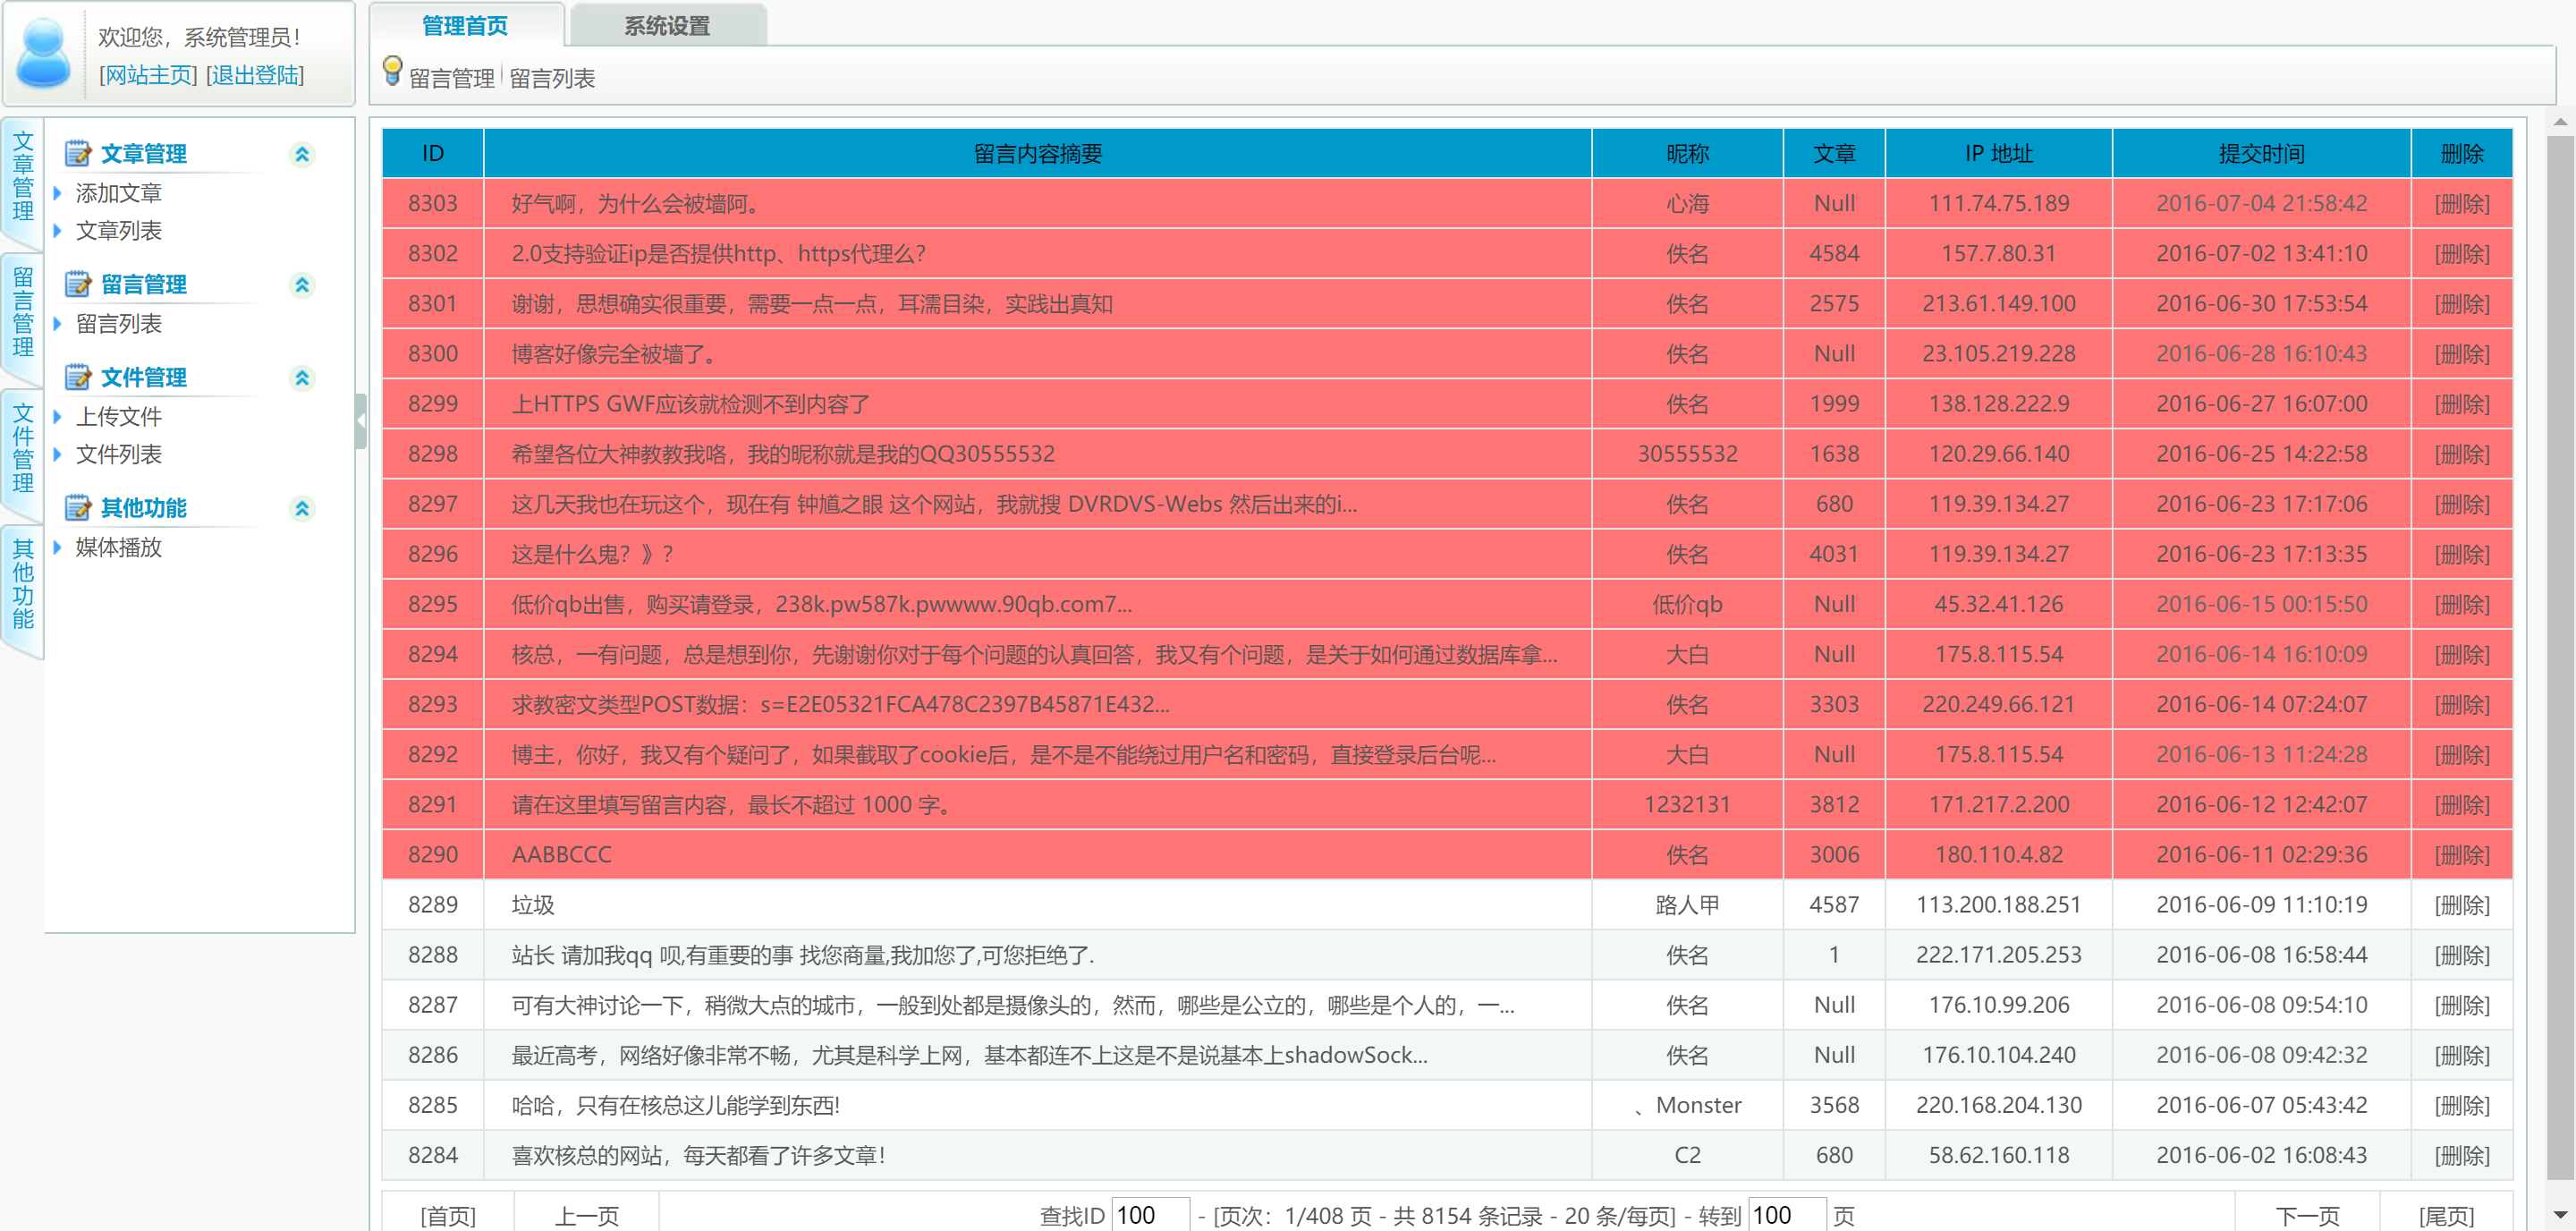 欢迎您，系统管理员！
[网站主页] [退出登陆]
管理首页 系统设置
留言管理 留言列表
文章管理
留言管理
文件管理
其他功能
文章管理
添加文章
文章列表
留言管理
留言列表
文件管理
上传文件
文件列表
其他功能
媒体播放
ID 留言内容摘要 昵称 文章 IP 地址 提交时间 删除
8303 好气啊，为什么会被墙阿。 心海 Null 111.74.75.189 2016-07-04 21:58:42 [删除]
8302 2.0支持验证ip是否提供http、https代理么？ 佚名 4584 157.7.80.31 2016-07-02 13:41:10 [删除]
8301 谢谢，思想确实很重要，需要一点一点，耳濡目染，实践出真知 佚名 2575 213.61.149.100 2016-06-30 17:53:54 [删除]
8300 博客好像完全被墙了。 佚名 Null 23.105.219.228 2016-06-28 16:10:43 [删除]
8299 上HTTPS GWF应该就检测不到内容了 佚名 1999 138.128.222.9 2016-06-27 16:07:00 [删除]
8298 希望各位大神教教我咯，我的昵称就是我的QQ30555532 30555532 1638 120.29.66.140 2016-06-25 14:22:58 [删除]
8297 这几天我也在玩这个，现在有 钟馗之眼 这个网站，我就搜 DVRDVS-Webs 然后出来的i... 佚名 680 119.39.134.27 2016-06-23 17:17:06 [删除]
8296 这是什么鬼？》？ 佚名 4031 119.39.134.27 2016-06-23 17:13:35 [删除]
8295 低价qb出售，购买请登录，238k.pw587k.pwwww.90qb.com7... 低价qb Null 45.32.41.126 2016-06-15 00:15:50 [删除]
8294 核总，一有问题，总是想到你，先谢谢你对于每个问题的认真回答，我又有个问题，是关于如何通过数据库拿... 大白 Null 175.8.115.54 2016-06-14 16:10:09 [删除]
8293 求教密文类型POST数据：s=E2E05321FCA478C2397B45871E432... 佚名 3303 220.249.66.121 2016-06-14 07:24:07 [删除]
8292 博主，你好，我又有个疑问了，如果截取了cookie后，是不是不能绕过用户名和密码，直接登录后台呢... 大白 Null 175.8.115.54 2016-06-13 11:24:28 [删除]
8291 请在这里填写留言内容，最长不超过 1000 字。 1232131 3812 171.217.2.200 2016-06-12 12:42:07 [删除]
8290 AABBCCC 佚名 3006 180.110.4.82 2016-06-11 02:29:36 [删除]
8289 垃圾 路人甲 4587 113.200.188.251 2016-06-09 11:10:19 [删除]
8288 站长 请加我qq 呗,有重要的事 找您商量,我加您了,可您拒绝了. 佚名 1 222.171.205.253 2016-06-08 16:58:44 [删除]
8287 可有大神讨论一下，稍微大点的城市，一般到处都是摄像头的，然而，哪些是公立的，哪些是个人的，一... 佚名 Null 176.10.99.206 2016-06-08 09:54:10 [删除]
8286 最近高考，网络好像非常不畅，尤其是科学上网，基本都连不上这是不是说基本上shadowSock... 佚名 Null 176.10.104.240 2016-06-08 09:42:32 [删除]
8285 哈哈，只有在核总这儿能学到东西! 、Monster 3568 220.168.204.130 2016-06-07 05:43:42 [删除]
8284 喜欢核总的网站，每天都看了许多文章！ C2 680 58.62.160.118 2016-06-02 16:08:43 [删除]
[首页] 上一页 查找ID 100 - [页次：1/408 页 - 共 8154 条记录 - 20 条/每页] - 转到 100 页 下一页 [尾页]